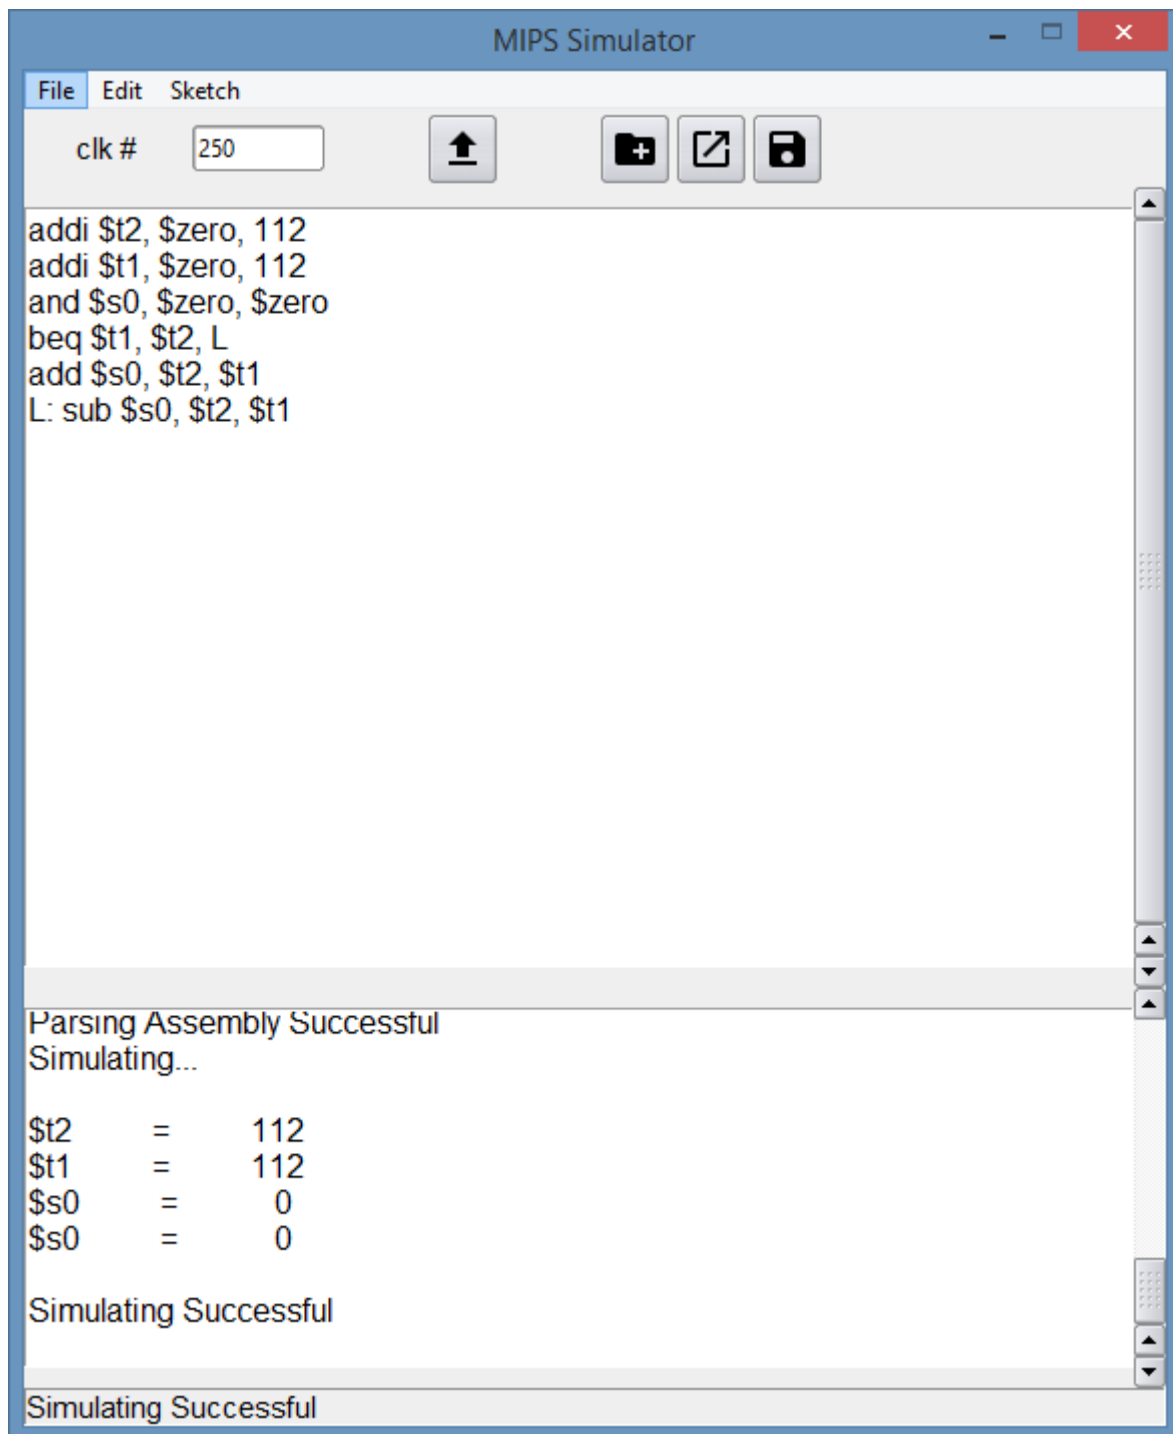 MIPS Simulator
File Edit Sketch
clk # 250
addi $t2, $zero, 112
addi $t1, $zero, 112
and $s0, $zero, $zero
beq $t1, $t2, L
add $s0, $t2, $t1
L: sub $s0, $t2, $t1
Parsing Assembly Successful
Simulating...
$t2 = 112
$t1 = 112
$s0 = 0
$s0 = 0
Simulating Successful
Simulating Successful